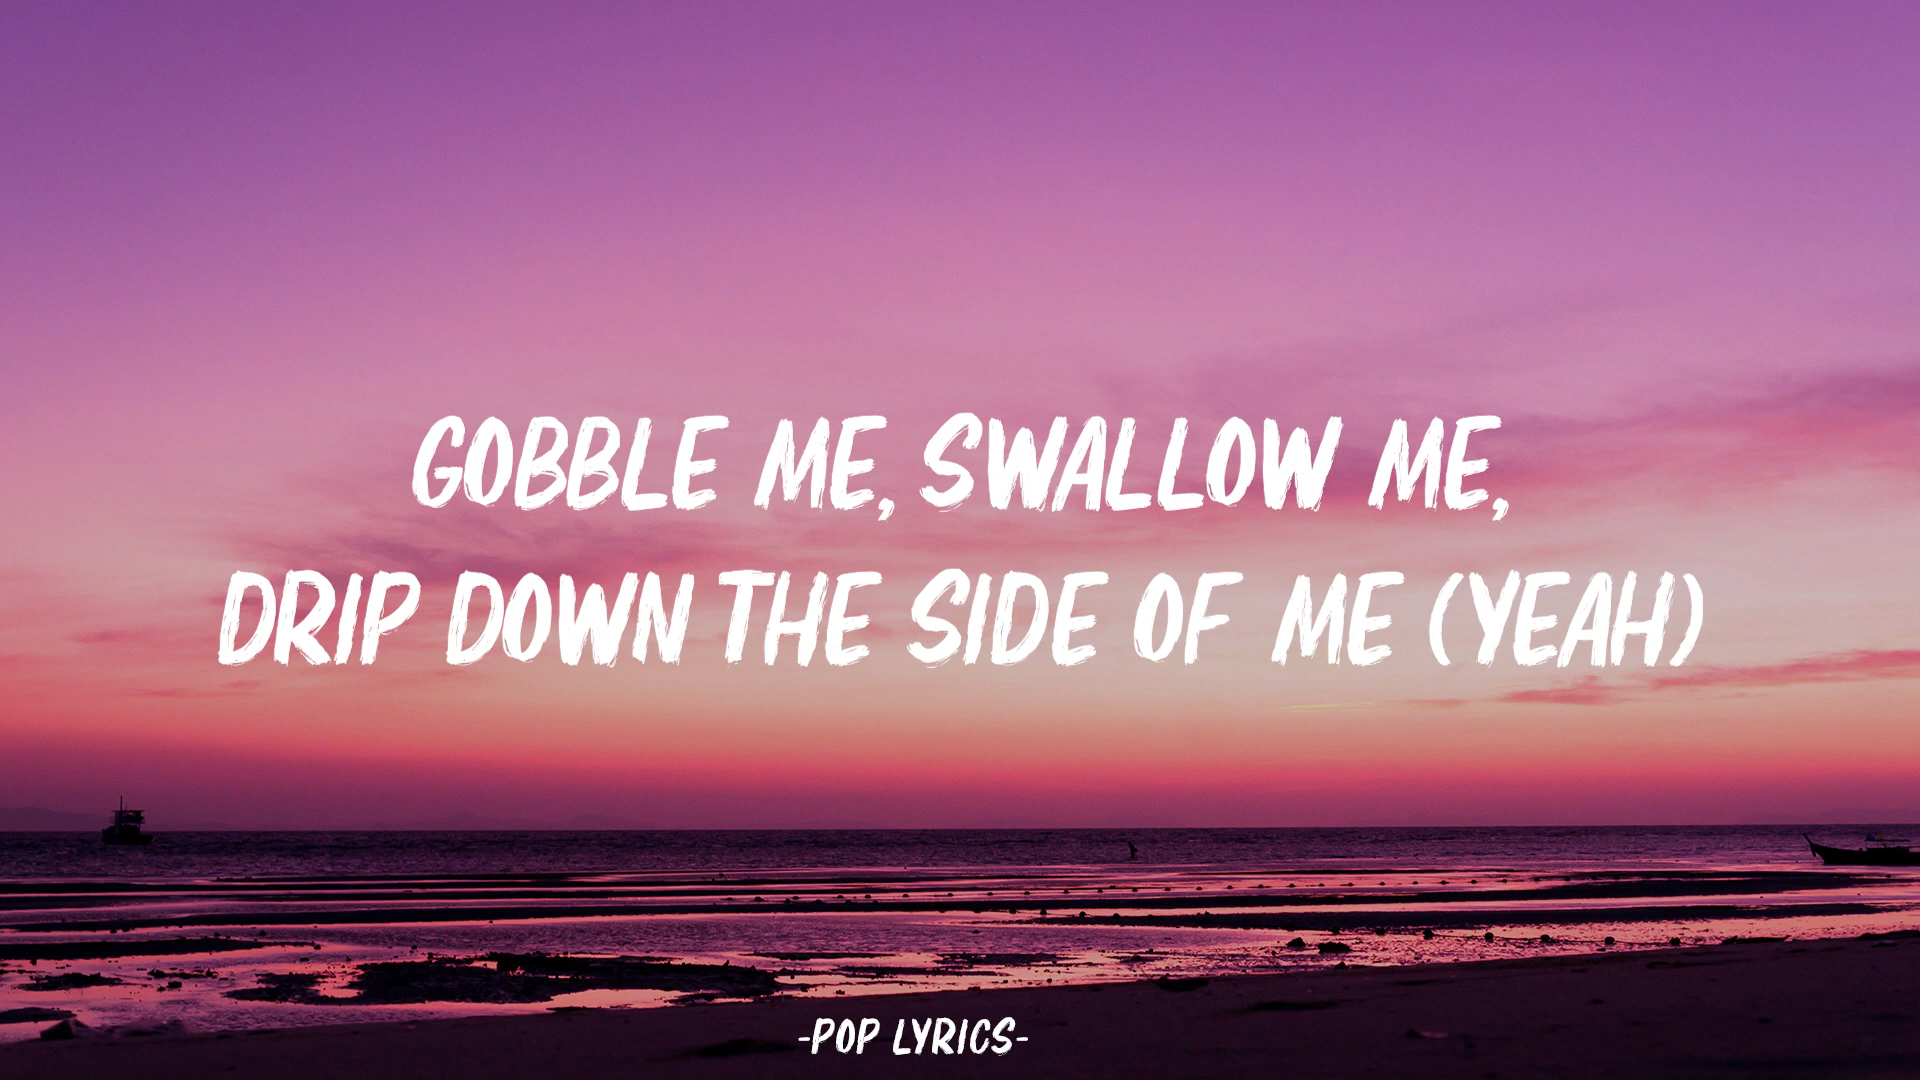 GOBBLE ME, SWALLOW ME,
DRIP DOWN THE SIDE OF ME (YEAH)
-POP LYRICS-